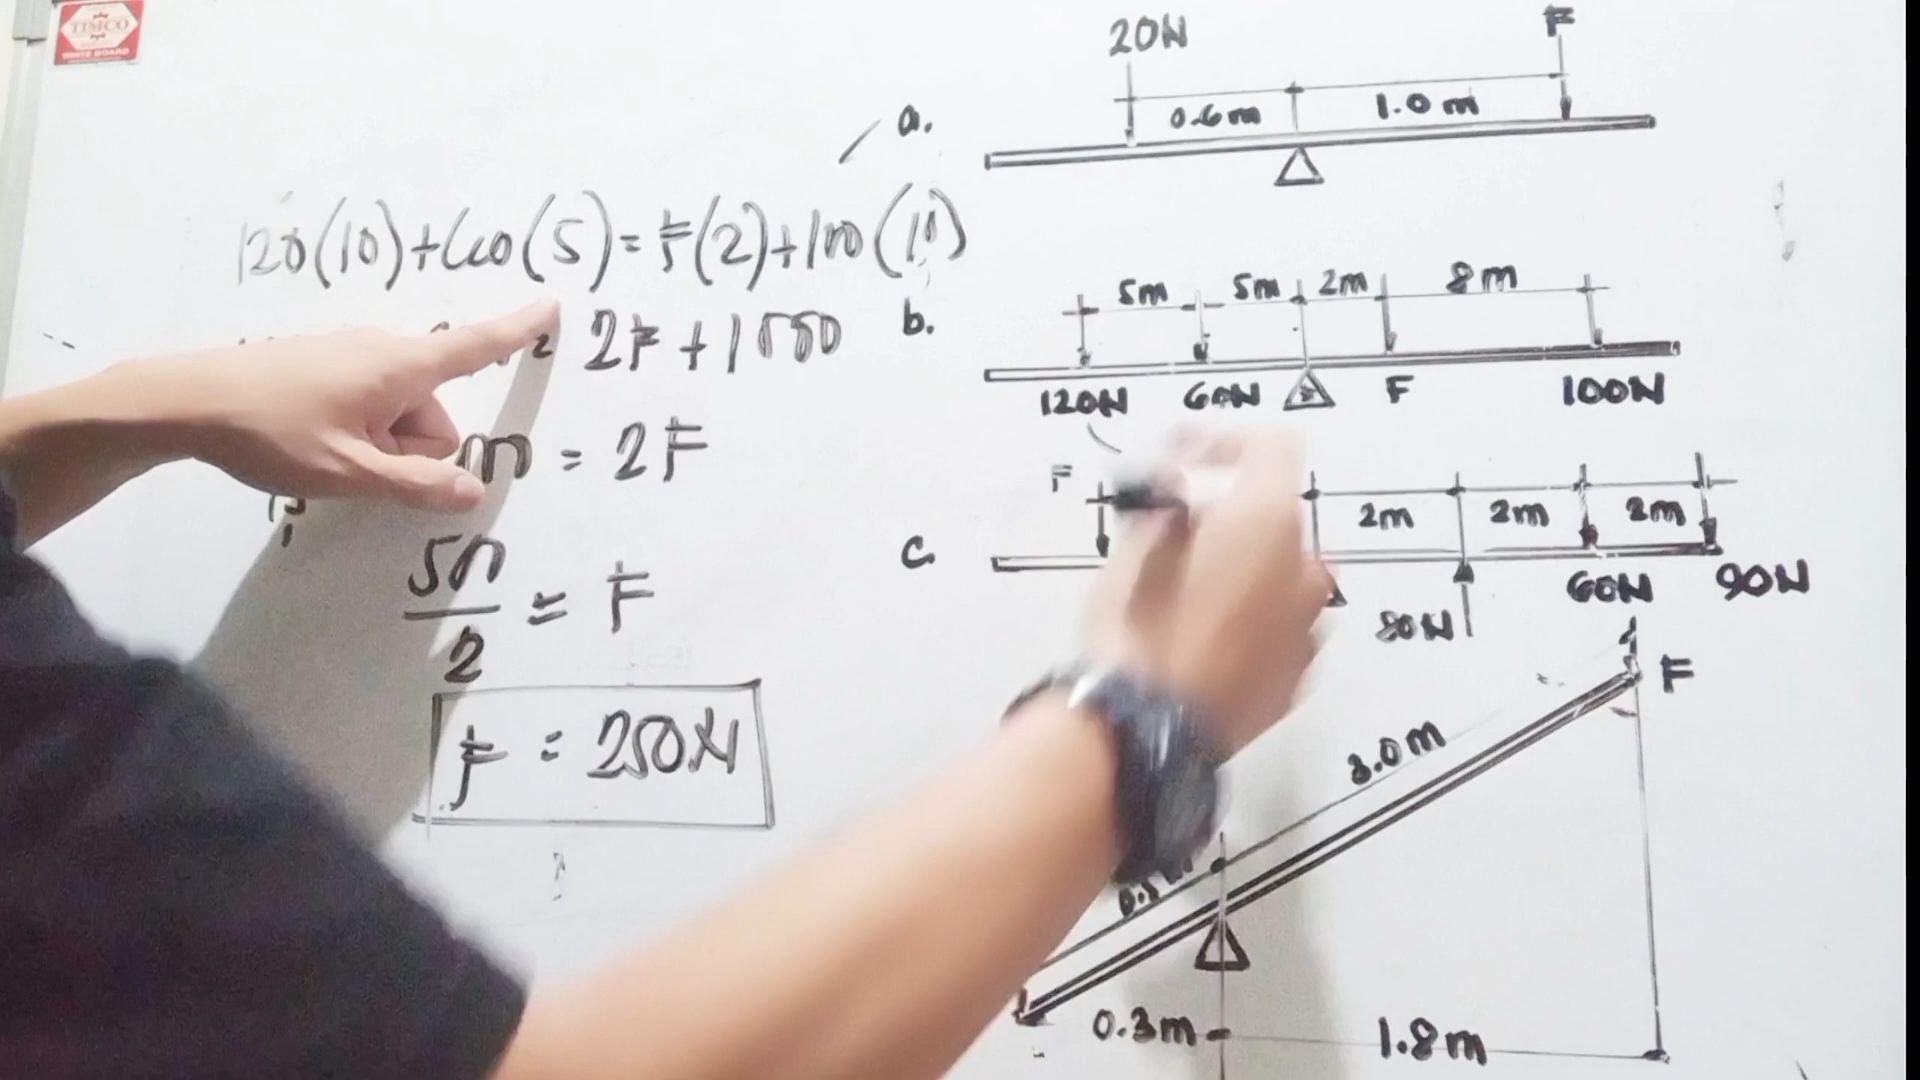 TIMCO
WHITE BOARD
120(10)+60(5)=F(2)+100(10)
= 2F + 1000
= 2F
500
2
= F
F = 250N
a.
20N
F
0.6m
1.0m
b.
5m
5m
2m
8m
120N
60N
F
100N
c.
F
2m
2m
2m
80N
60N
90N
F
3.0m
0.3m
1.8m